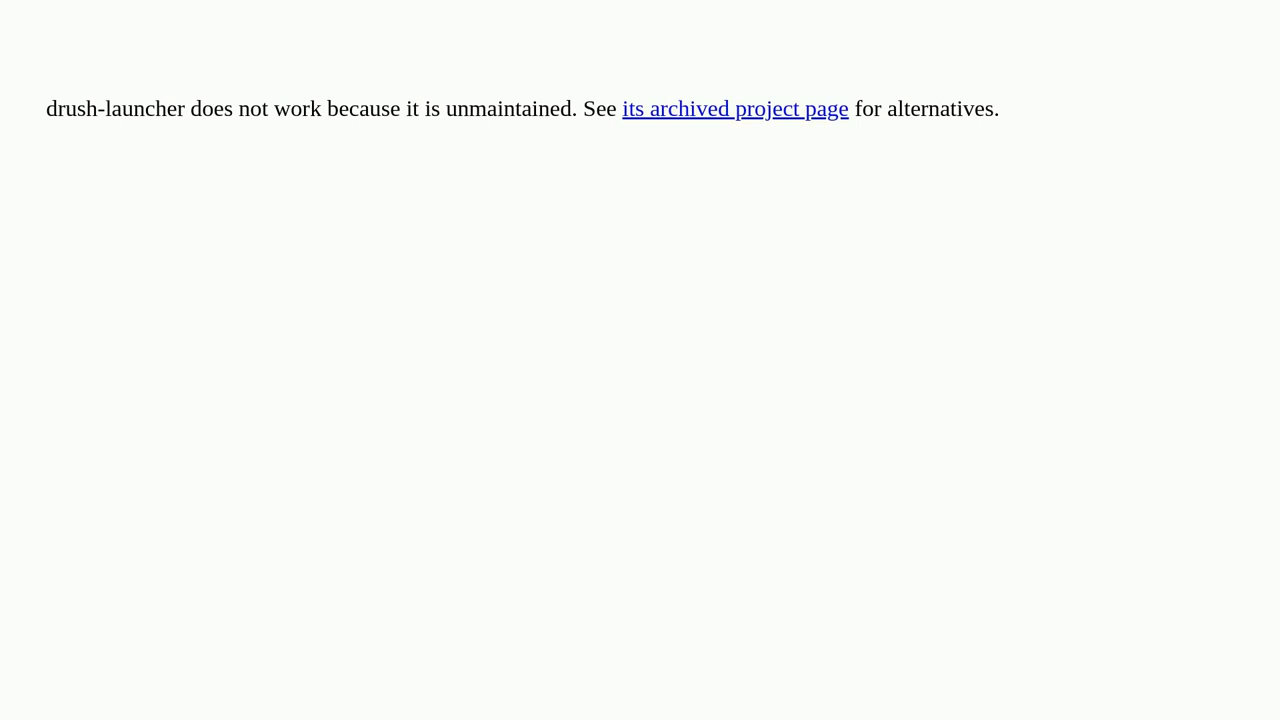 drush-launcher does not work because it is unmaintained. See its archived project page for alternatives.